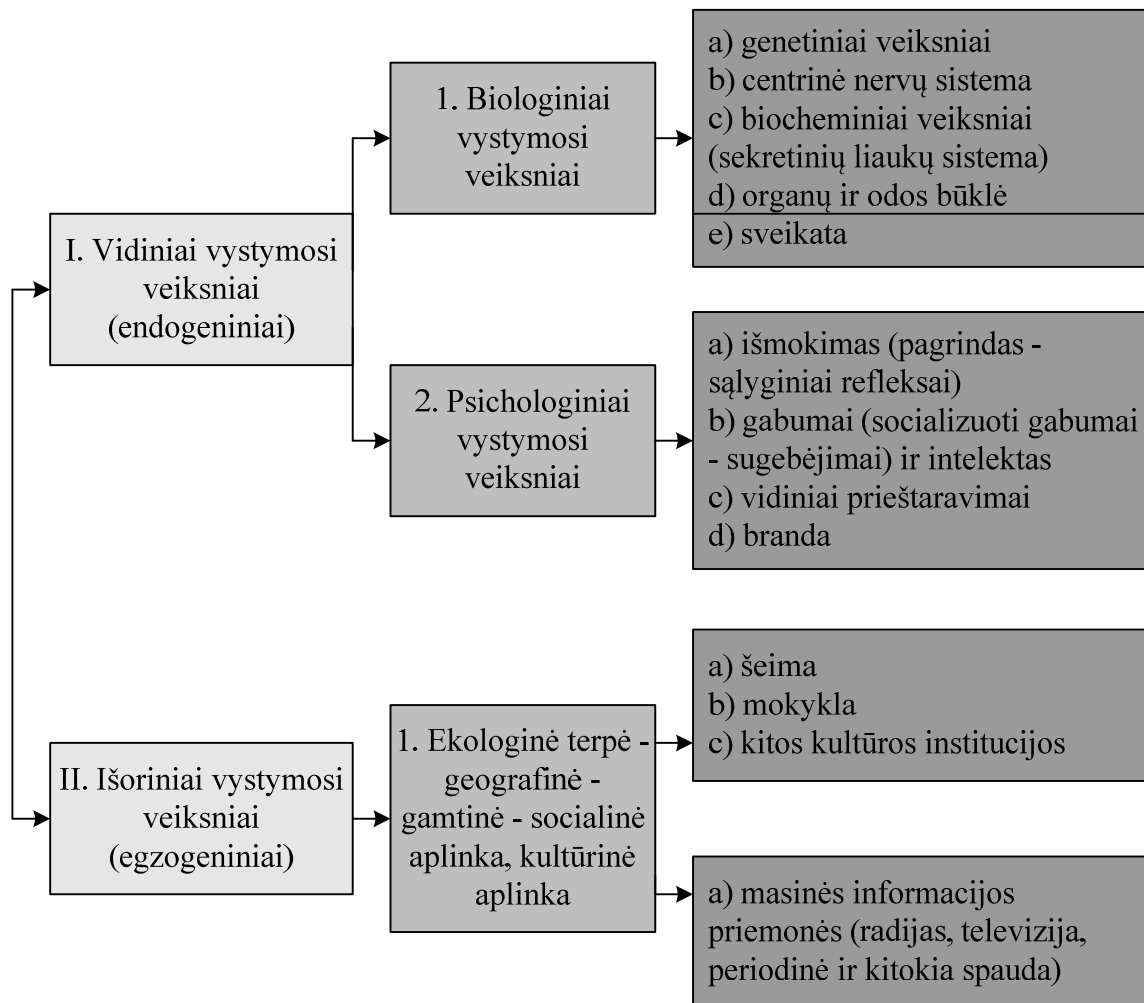 I. Vidiniai vystymosi
veiksniai
(endogeniniai)
1. Biologiniai
vystymosi
veiksniai
a) genetiniai veiksniai
b) centrinė nervų sistema
c) biocheminiai veiksniai
(sekretinių liaukų sistema)
d) organų ir odos būklė
e) sveikata
2. Psichologiniai
vystymosi
veiksniai
a) išmokimas (pagrindas -
sąlyginiai refleksai)
b) gabumai (socializuoti gabumai
- sugebėjimai) ir intelektas
c) vidiniai prieštaravimai
d) branda
II. Išoriniai vystymosi
veiksniai
(egzogeniniai)
1. Ekologinė terpė -
geografinė -
gamtinė - socialinė
aplinka, kultūrinė
aplinka
a) šeima
b) mokykla
c) kitos kultūros institucijos
a) masinės informacijos
priemonės (radijas, televizija,
periodinė ir kitokia spauda)